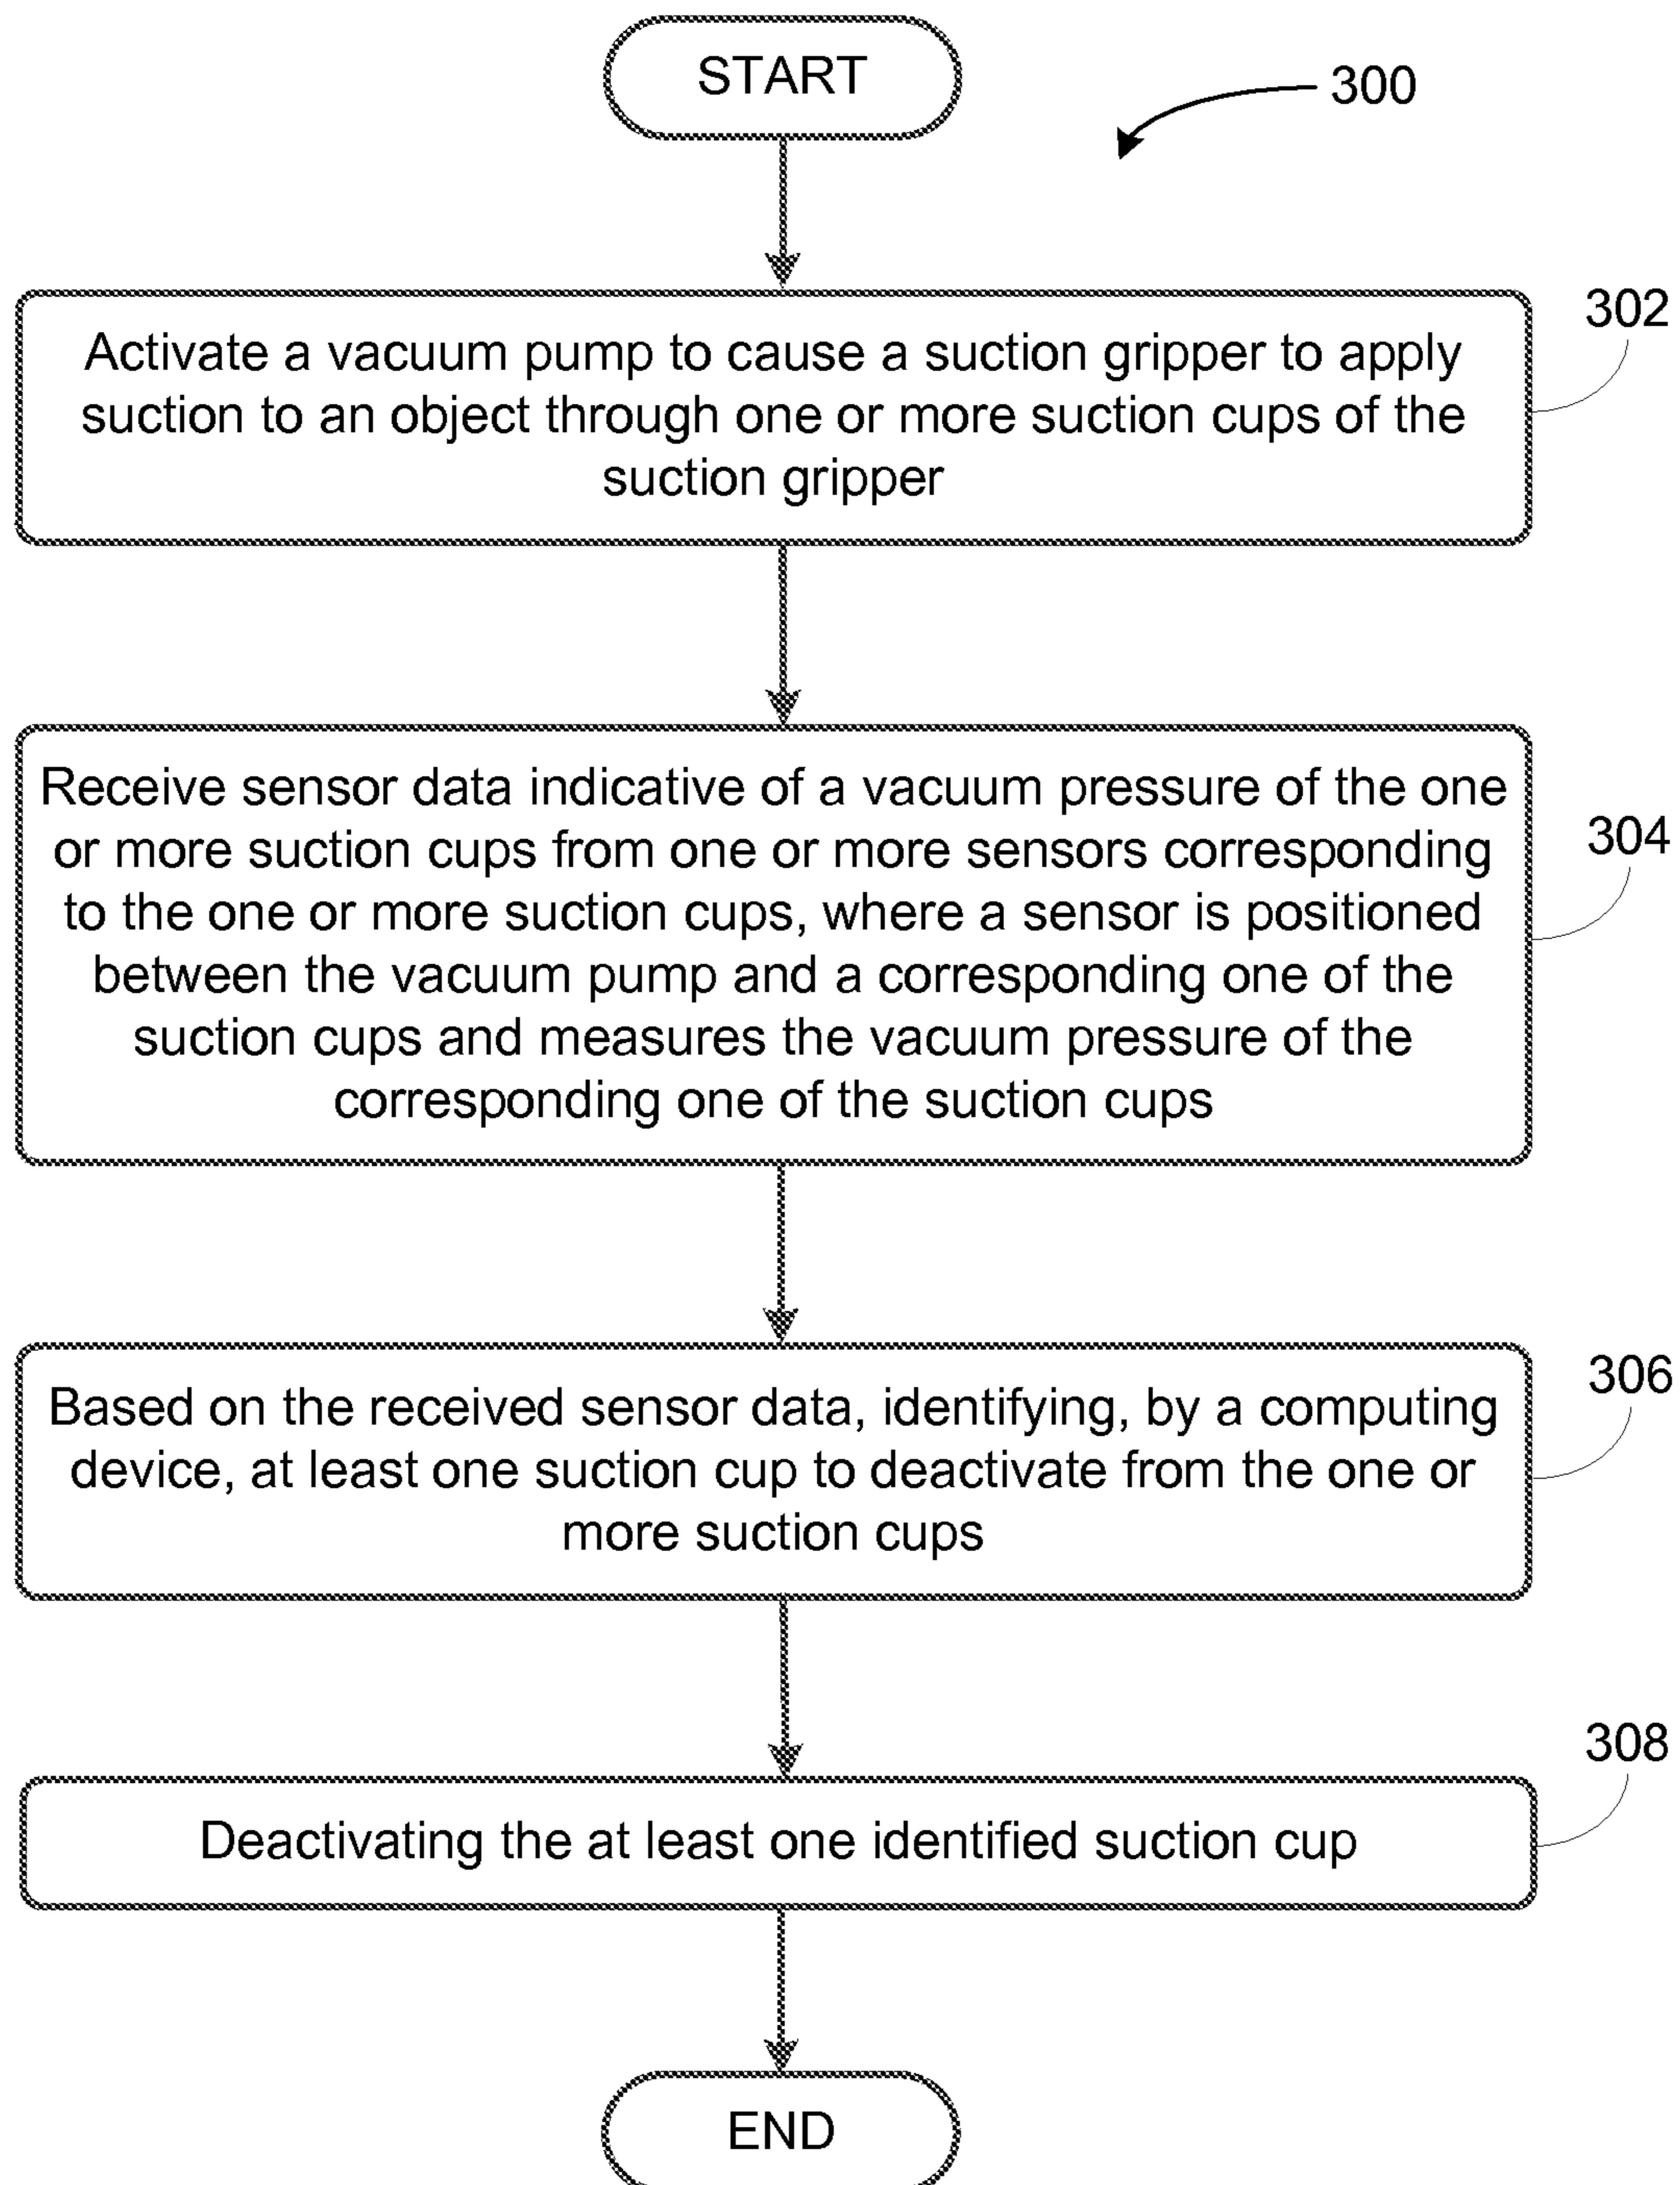 START
300
302
Activate a vacuum pump to cause a suction gripper to apply
suction to an object through one or more suction cups of the
suction gripper
304
Receive sensor data indicative of a vacuum pressure of the one
or more suction cups from one or more sensors corresponding
to the one or more suction cups, where a sensor is positioned
between the vacuum pump and a corresponding one of the
suction cups and measures the vacuum pressure of the
corresponding one of the suction cups
306
Based on the received sensor data, identifying, by a computing
device, at least one suction cup to deactivate from the one or
more suction cups
308
Deactivating the at least one identified suction cup
END